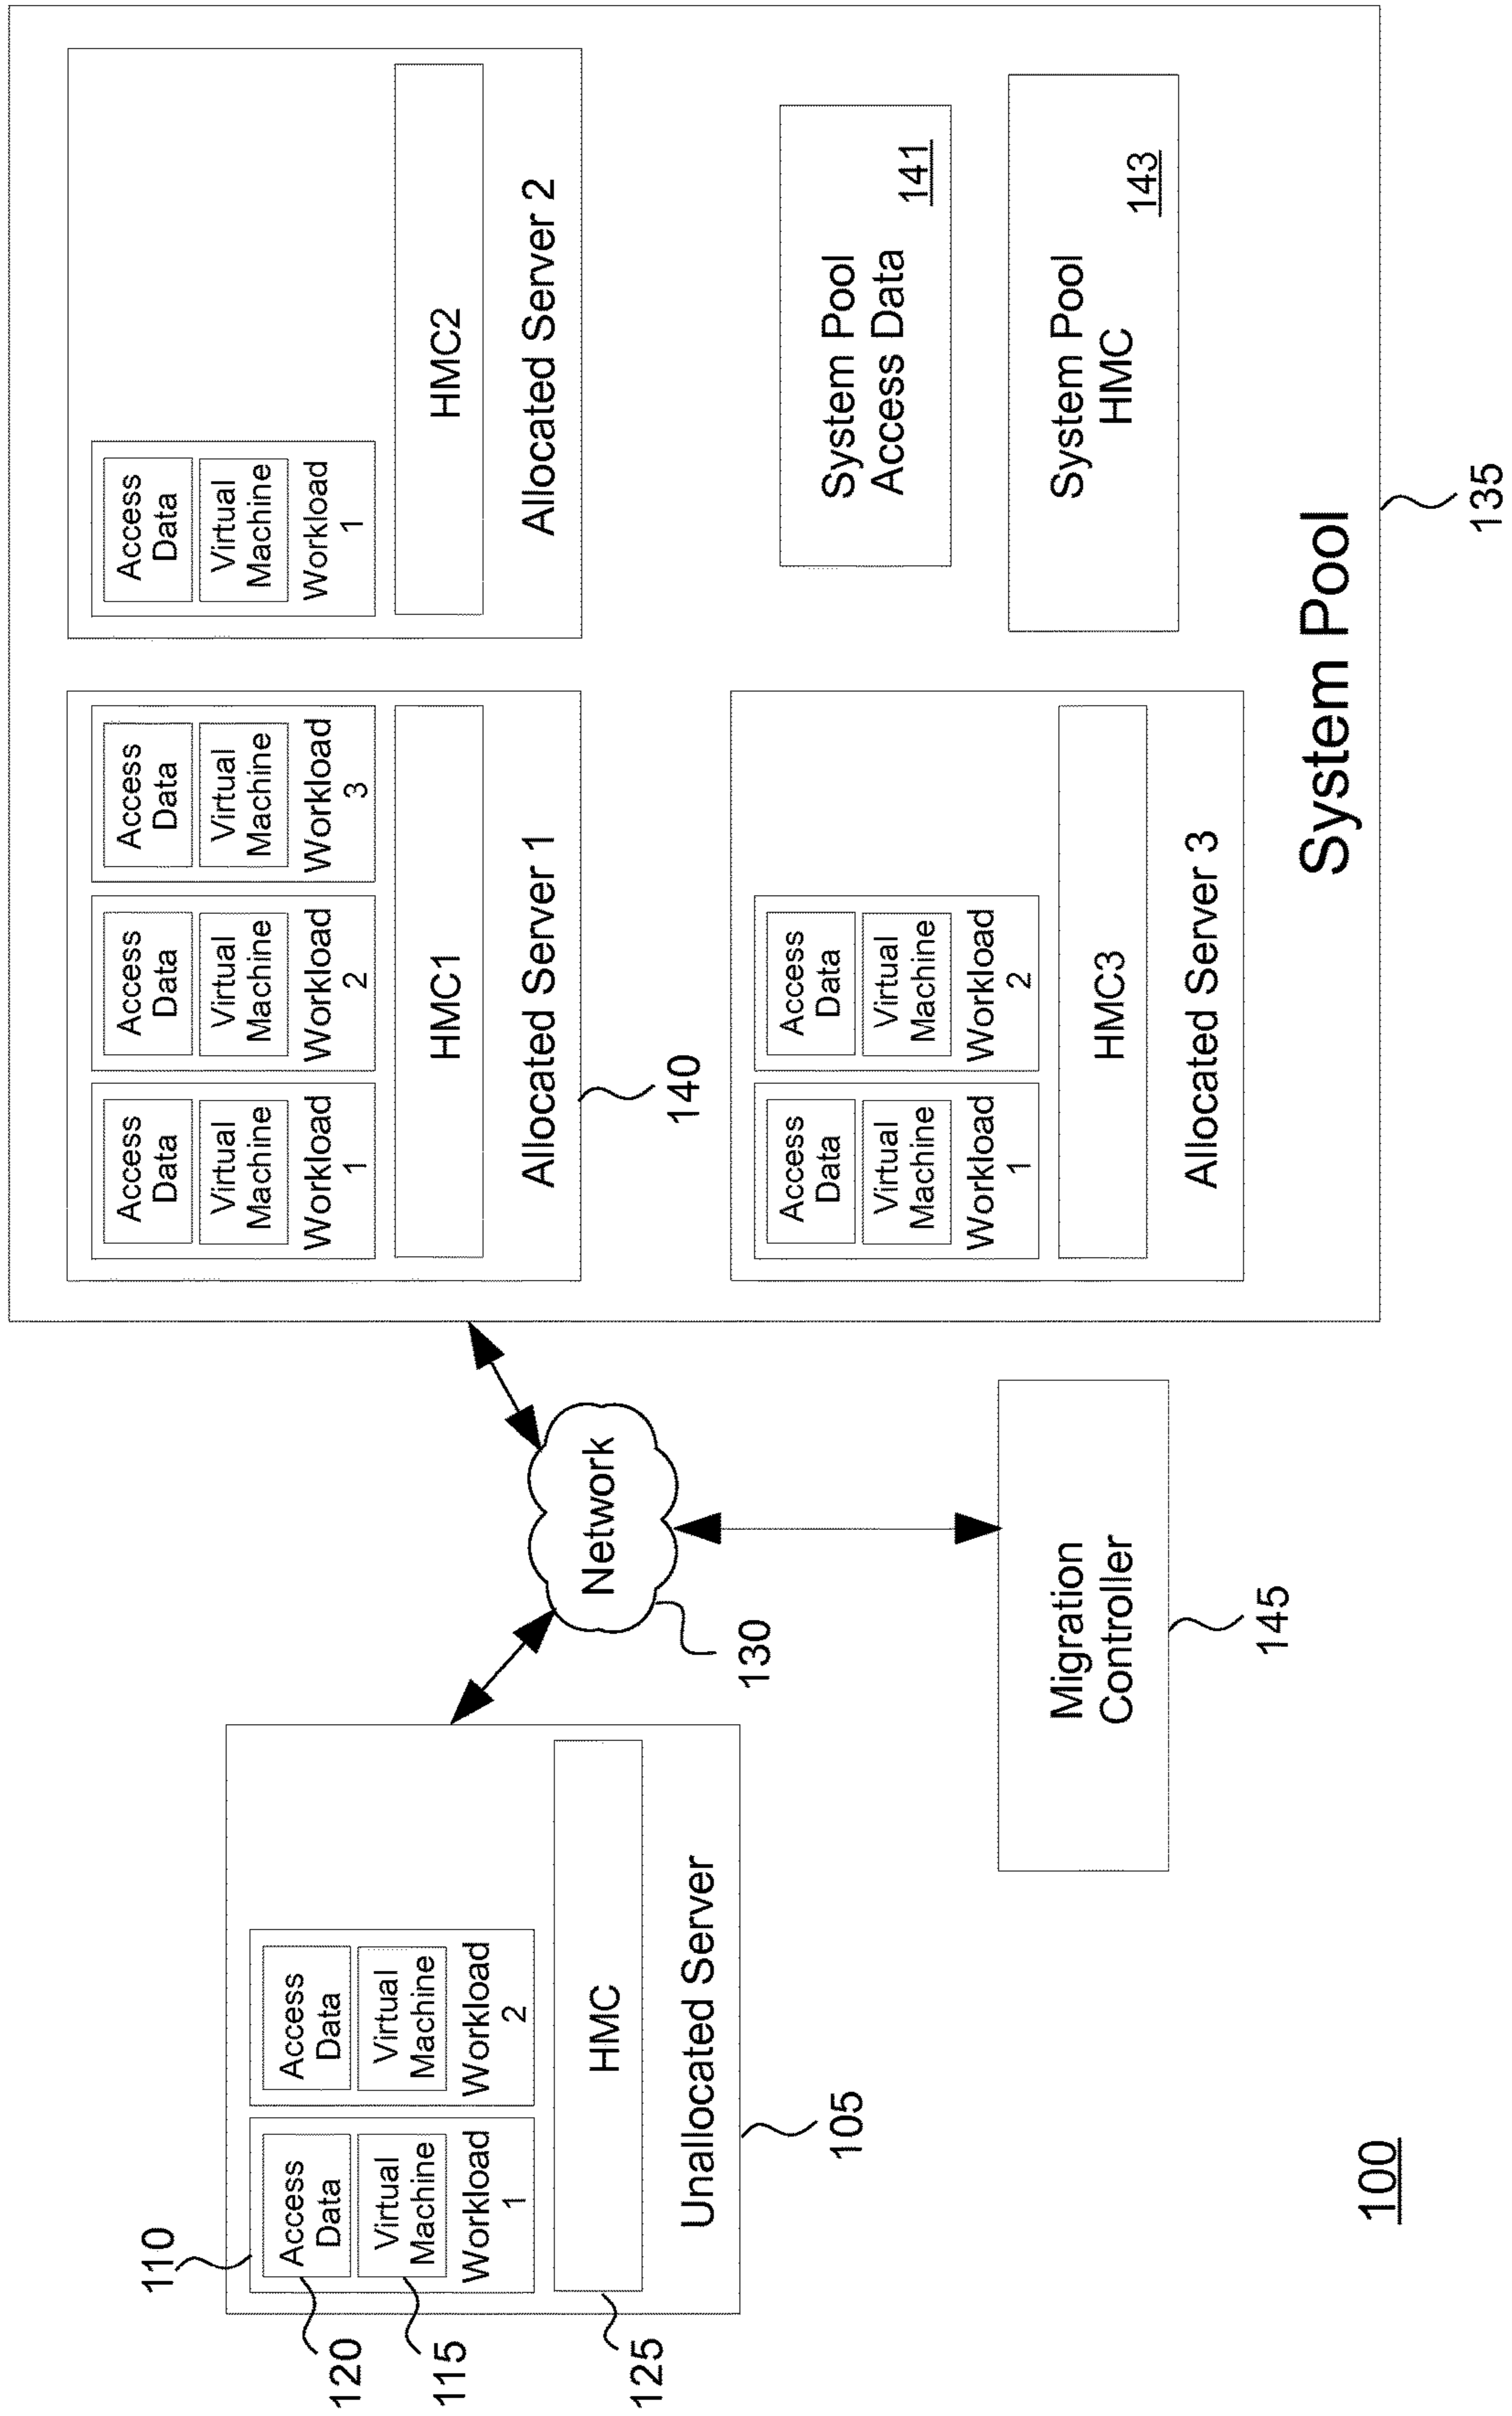 110
120
115
125
Access
Data
Virtual
Machine
Workload
1
Access
Data
Virtual
Machine
Workload
2
HMC
Unallocated Server
105
Network
130
Migration
Controller
145
Access
Data
Virtual
Machine
Workload
1
Access
Data
Virtual
Machine
Workload
2
Access
Data
Virtual
Machine
Workload
3
HMC1
Allocated Server 1
140
Access
Data
Virtual
Machine
Workload
1
HMC2
Allocated Server 2
Access
Data
Virtual
Machine
Workload
1
Access
Data
Virtual
Machine
Workload
2
HMC3
Allocated Server 3
System Pool
Access Data
141
System Pool
HMC
143
System Pool
135
100